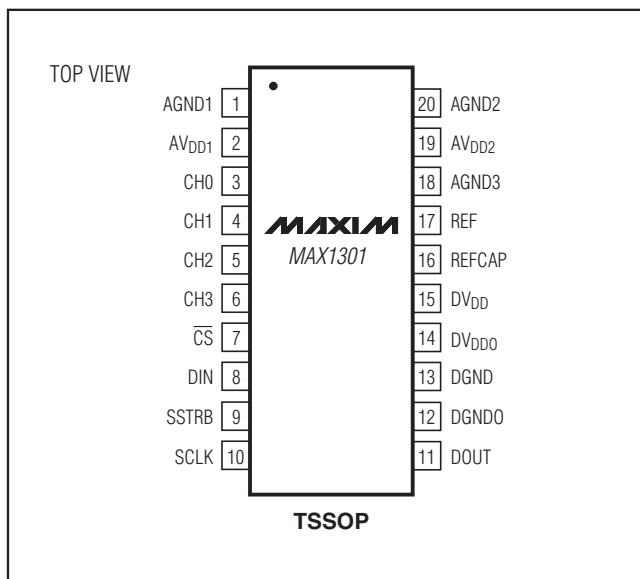 TOP VIEW
AGND1 1
AVDD1 2
CH0 3
CH1 4
CH2 5
CH3 6
C̅S̅ 7
DIN 8
SSTRB 9
SCLK 10
MAXIM
MAX1301
20 AGND2
19 AVDD2
18 AGND3
17 REF
16 REFCAP
15 DVDD
14 DVDDO
13 DGND
12 DGNDO
11 DOUT
TSSOP